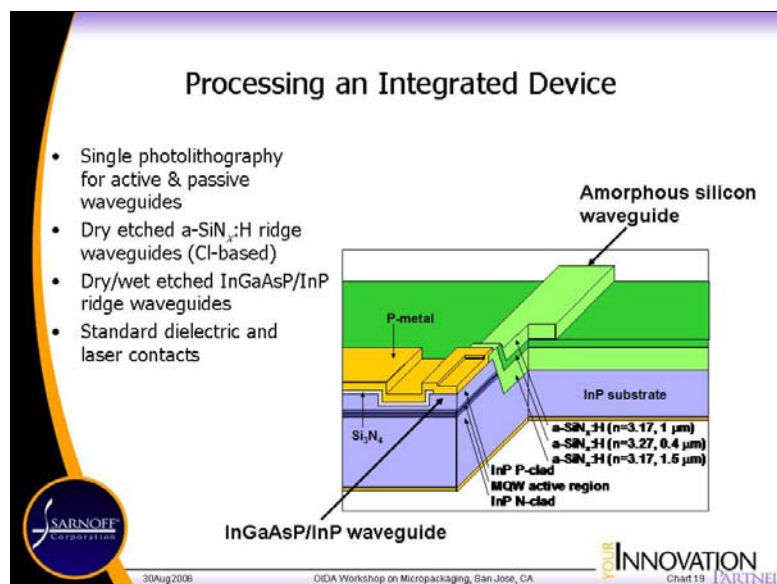 Processing an Integrated Device
• Single photolithography
for active & passive
waveguides
• Dry etched a-SiNx:H ridge
waveguides (Cl-based)
• Dry/wet etched InGaAsP/InP
ridge waveguides
• Standard dielectric and
laser contacts
Amorphous silicon
waveguide
P-metal
InP substrate
Si3N4
a-SiNx:H (n=3.17, 1 μm)
a-SiNx:H (n=3.27, 0.4 μm)
a-SiNx:H (n=3.17, 1.5 μm)
InP P-clad
MQW active region
InP N-clad
InGaAsP/InP waveguide
SARNOFF
Corporation
30Aug2006
OIDA Workshop on Micropackaging, San Jose, CA
Chart 19
YOUR
INNOVATION
PARTNER